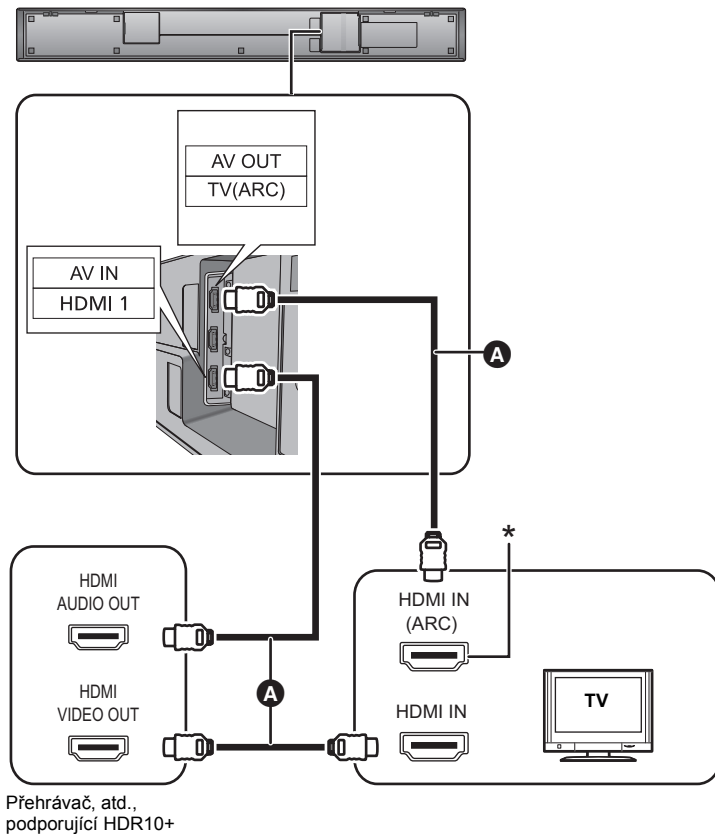 AV OUT
TV(ARC)
AV IN
HDMI 1
A
*
HDMI
AUDIO OUT
HDMI IN
(ARC)
A
HDMI
VIDEO OUT
HDMI IN
TV
Přehrávač, atd.,
podporující HDR10+